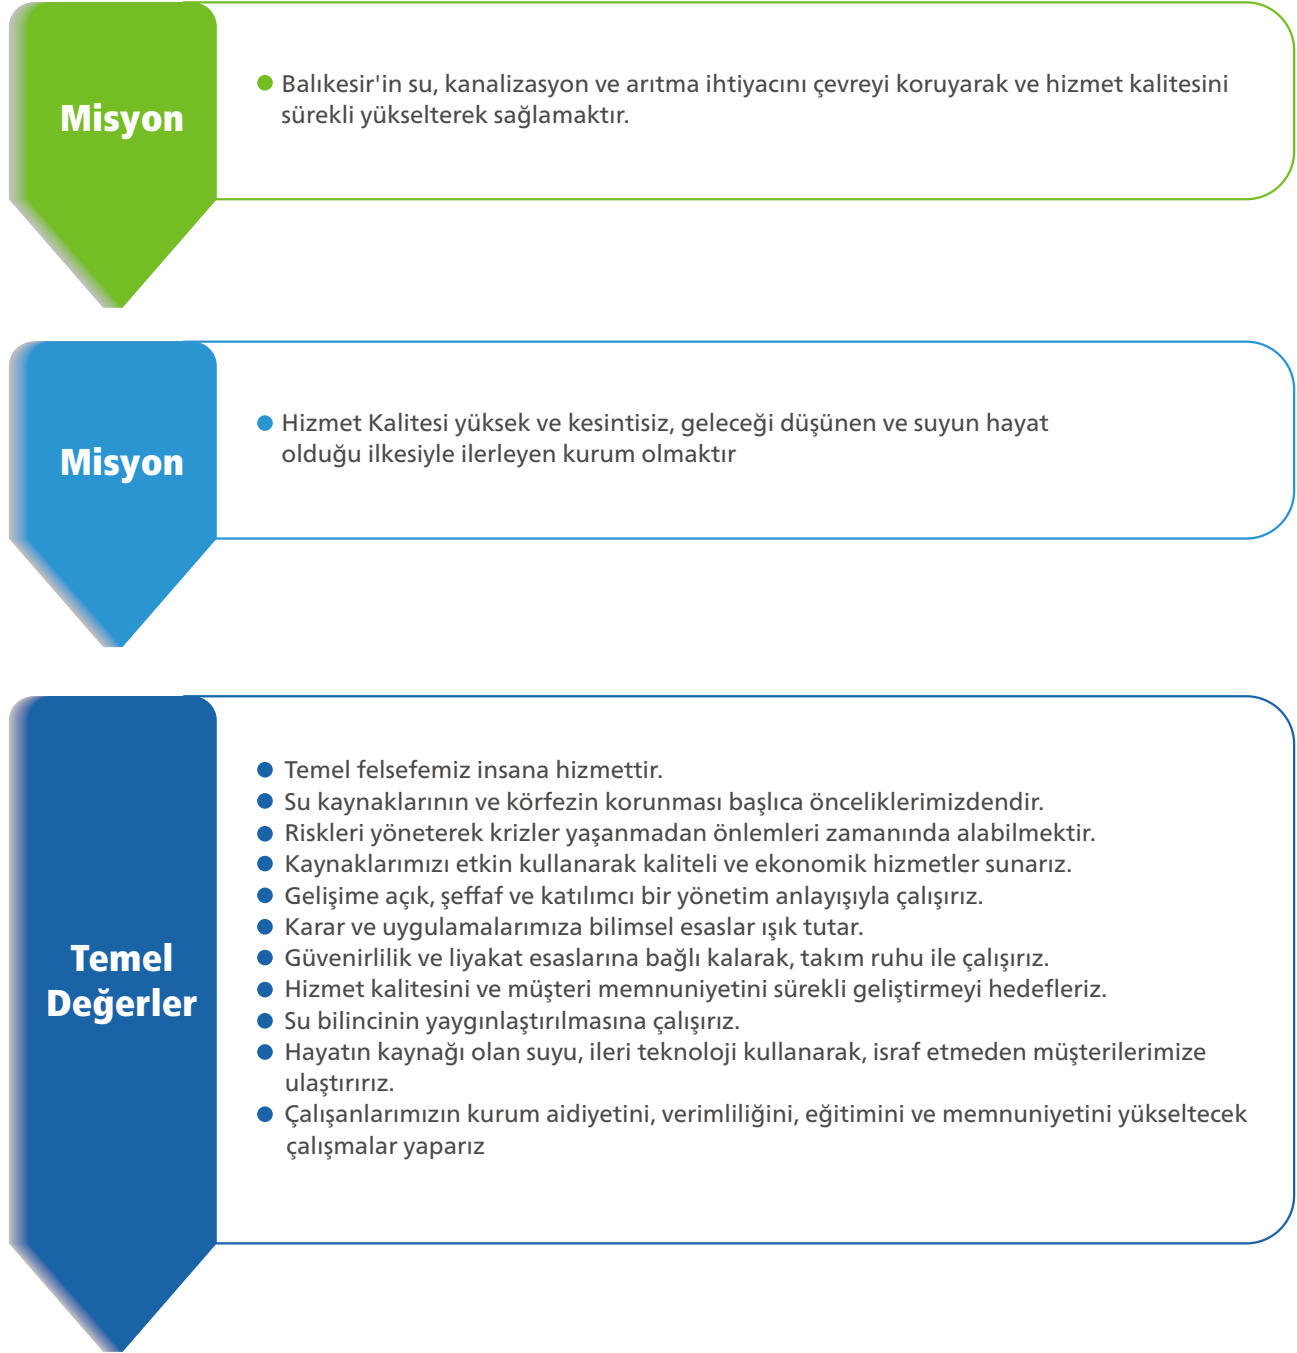 Misyon
Balıkesir'in su, kanalizasyon ve arıtma ihtiyacını çevreyi koruyarak ve hizmet kalitesini
sürekli yükselterek sağlamaktır.
Misyon
Hizmet Kalitesi yüksek ve kesintisiz, geleceği düşünen ve suyun hayat
olduğu ilkesiyle ilerleyen kurum olmaktır
Temel
Değerler
Temel felsefemiz insana hizmettir.
Su kaynaklarının ve körfezin korunması başlıca önceliklerimizdendir.
Riskleri yöneterek krizler yaşanmadan önlemleri zamanında alabilmektir.
Kaynaklarımızı etkin kullanarak kaliteli ve ekonomik hizmetler sunarız.
Gelişime açık, şeffaf ve katılımcı bir yönetim anlayışıyla çalışırız.
Karar ve uygulamalarımıza bilimsel esaslar ışık tutar.
Güvenirlilik ve liyakat esaslarına bağlı kalarak, takım ruhu ile çalışırız.
Hizmet kalitesini ve müşteri memnuniyetini sürekli geliştirmeyi hedefleriz.
Su bilincinin yaygınlaştırılmasına çalışırız.
Hayatın kaynağı olan suyu, ileri teknoloji kullanarak, israf etmeden müşterilerimize
ulaştırırız.
Çalışanlarımızın kurum aidiyetini, verimliliğini, eğitimini ve memnuniyetini yükseltecek
çalışmalar yaparız